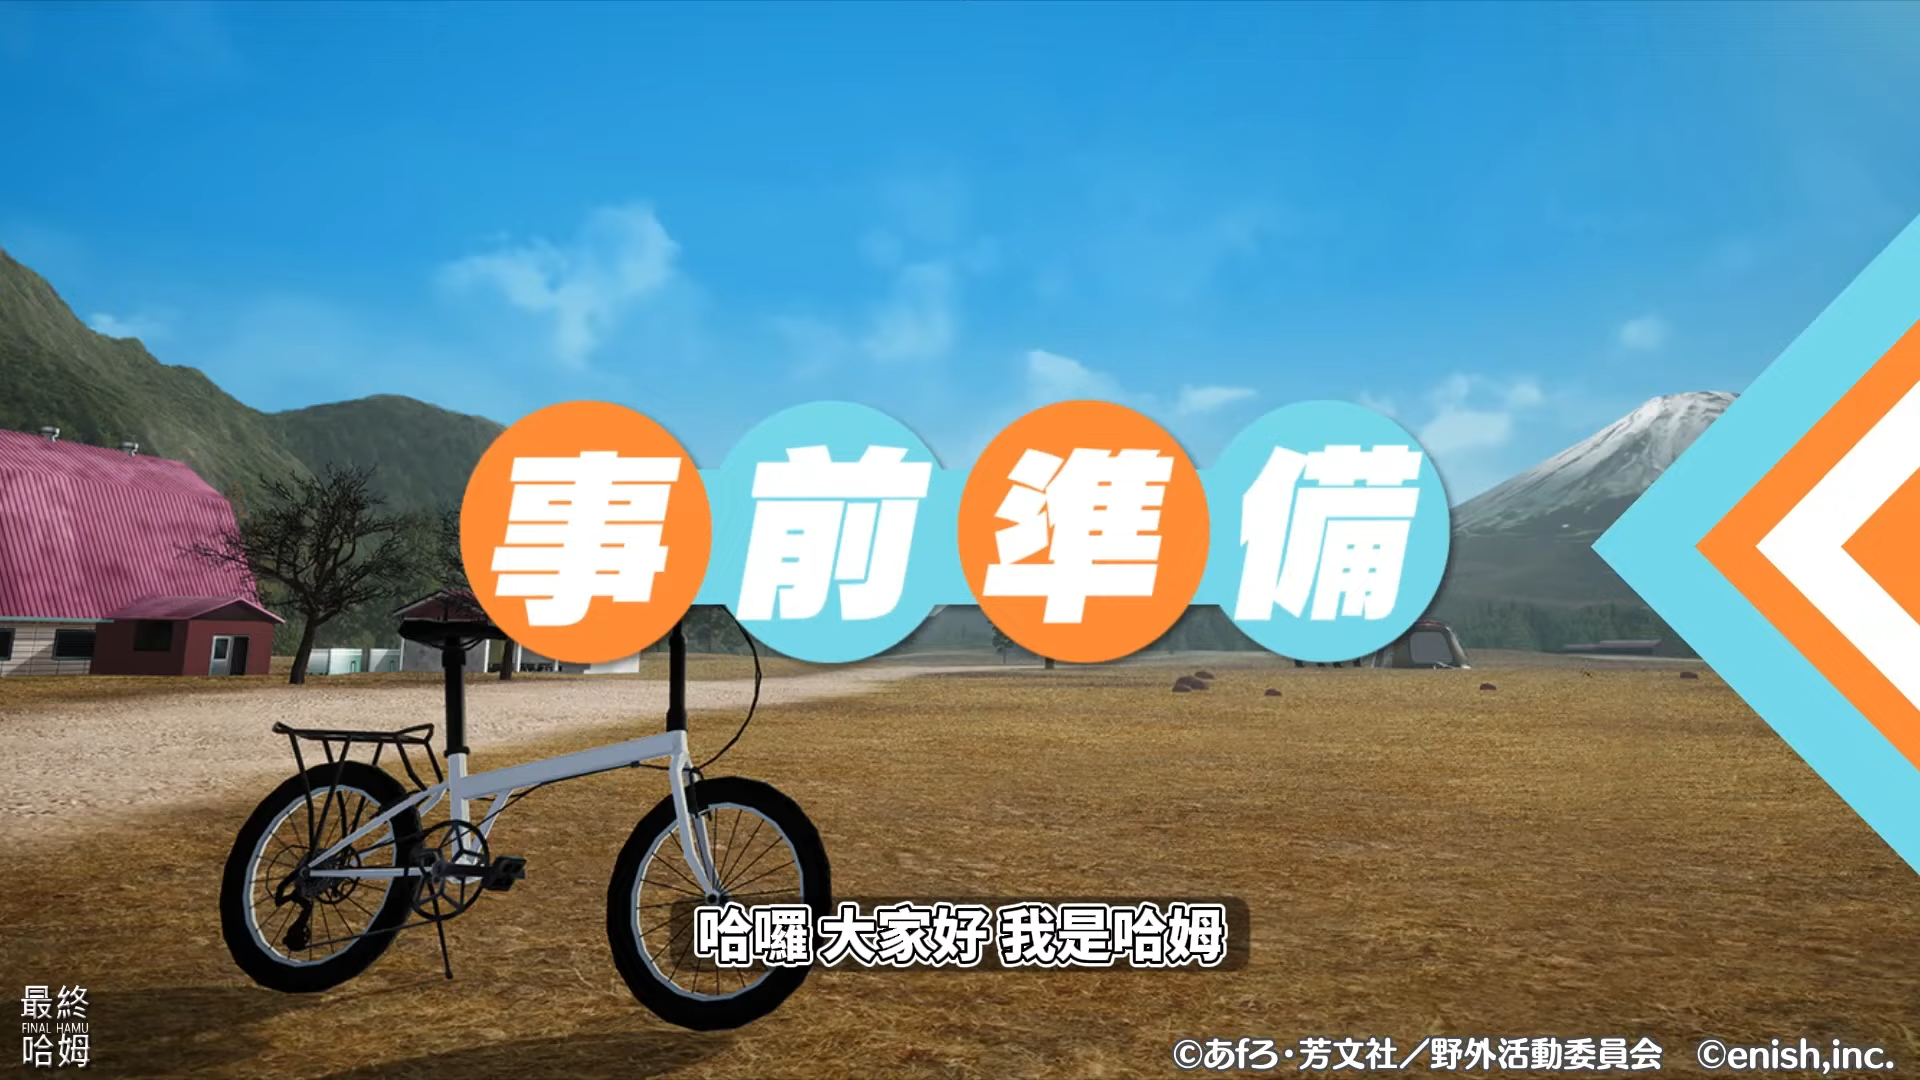 事前準備
哈囉 大家好 我是哈姆
最終
FINAL HAMU
哈姆
©あfろ・芳文社／野外活動委員会 ©enish,inc.